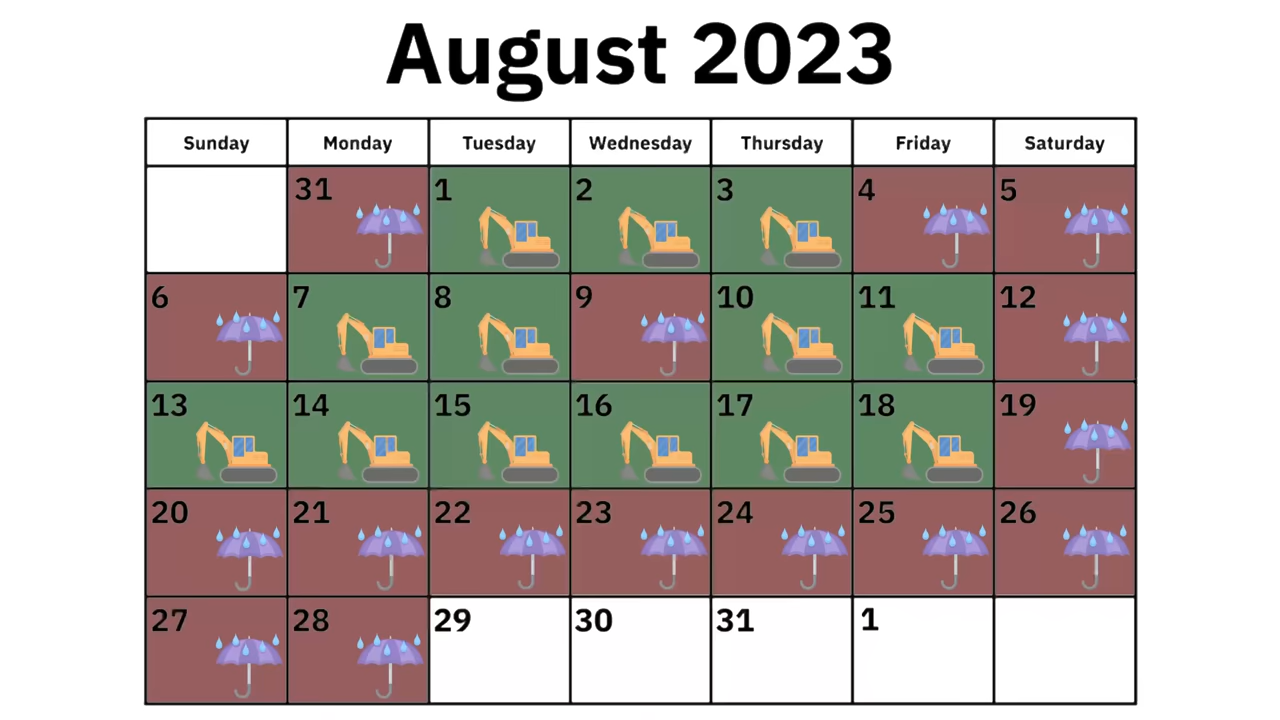 August 2023
Sunday Monday Tuesday Wednesday Thursday Friday Saturday
31 1 2 3 4 5
6 7 8 9 10 11 12
13 14 15 16 17 18 19
20 21 22 23 24 25 26
27 28 29 30 31 1